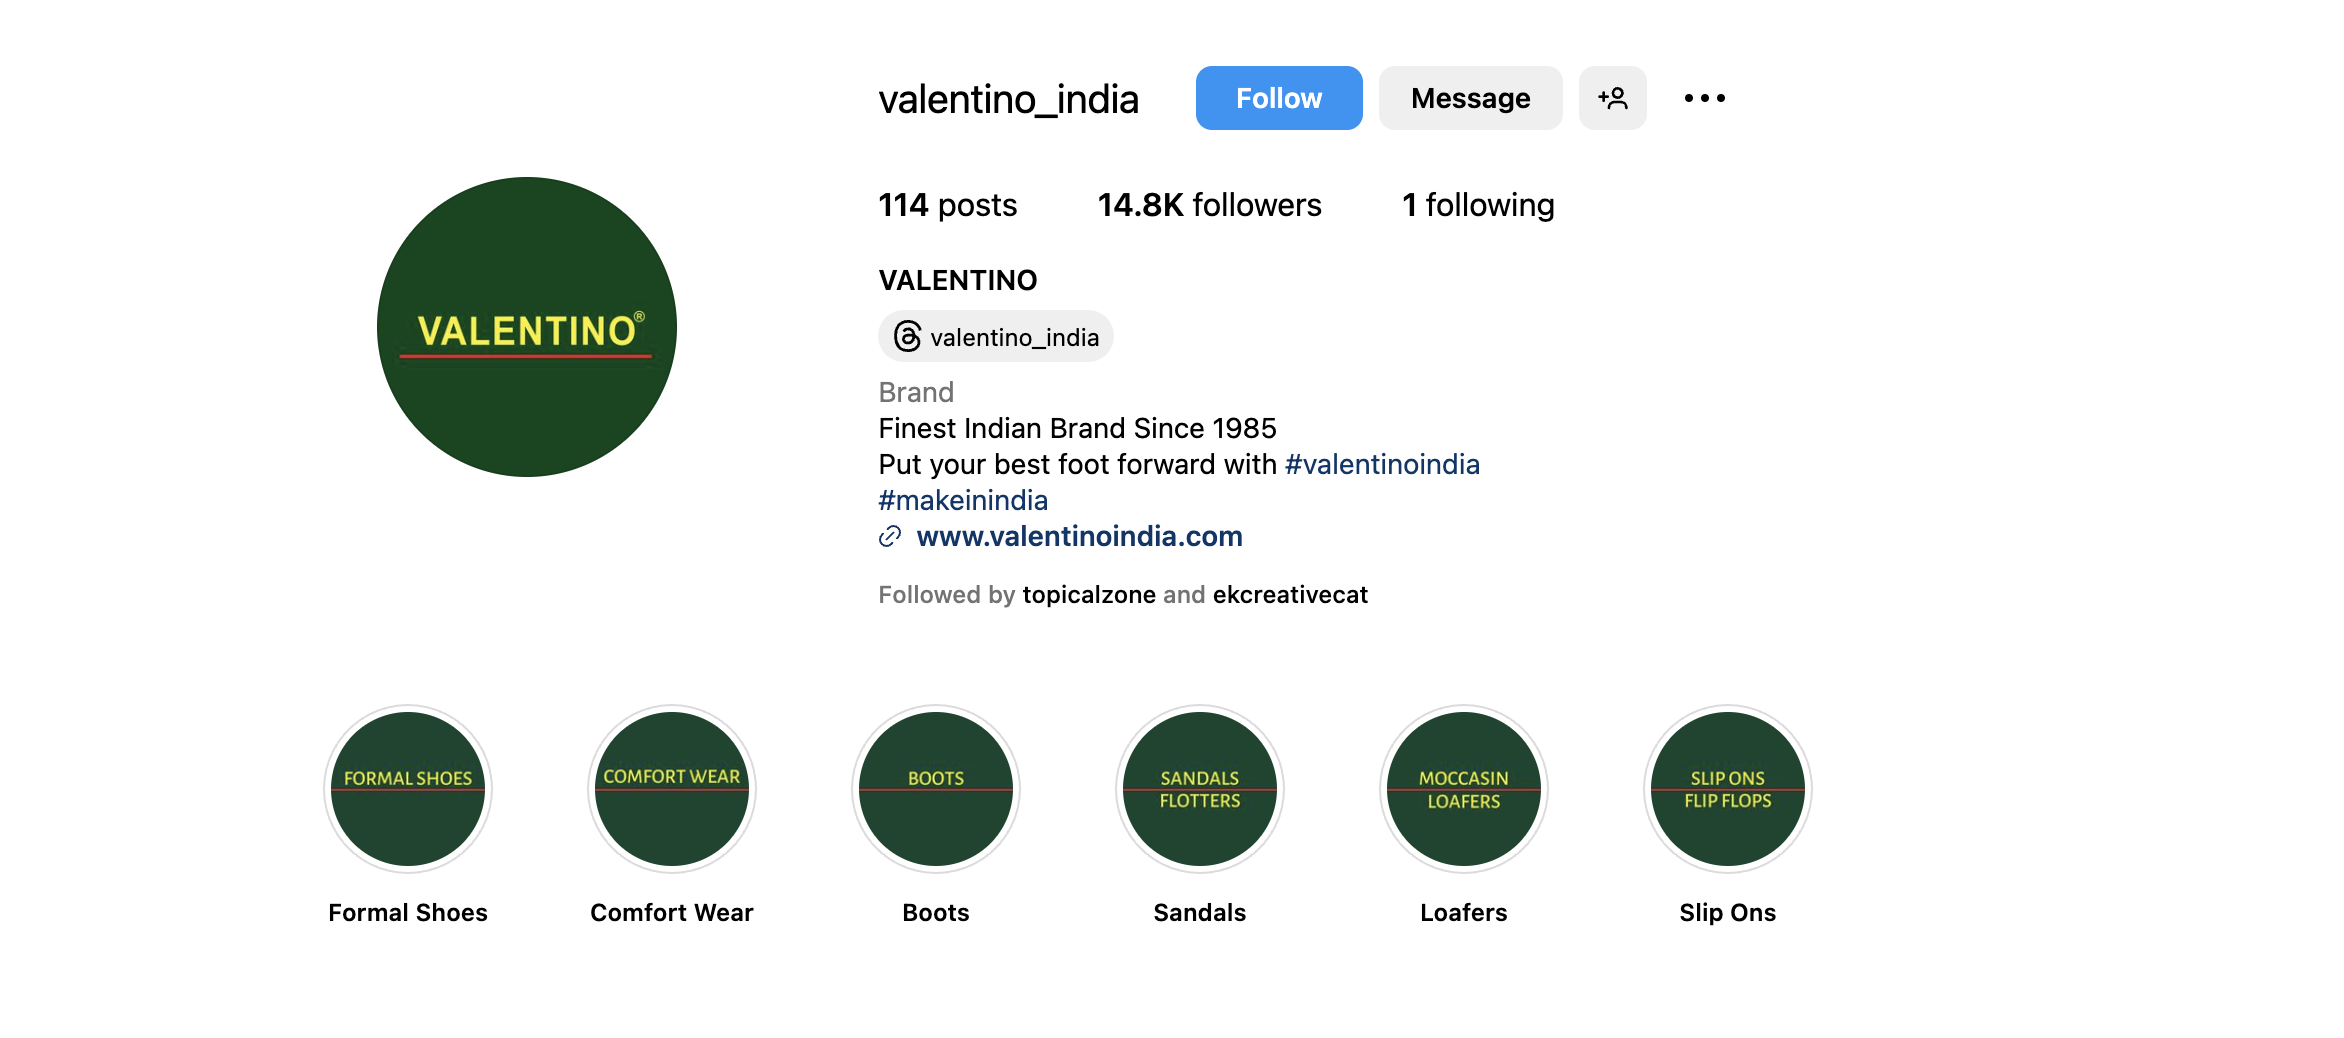 valentino_india Follow Message
114 posts 14.8K followers 1 following
VALENTINO®
VALENTINO
valentino_india
Brand
Finest Indian Brand Since 1985
Put your best foot forward with #valentinoindia
#makeinindia
www.valentinoindia.com
Followed by topicalzone and ekcreativecat
FORMAL SHOES
COMFORT WEAR
BOOTS
SANDALS
FLOTTERS
MOCCASIN
LOAFERS
SLIP ONS
FLIP FLOPS
Formal Shoes Comfort Wear Boots Sandals Loafers Slip Ons